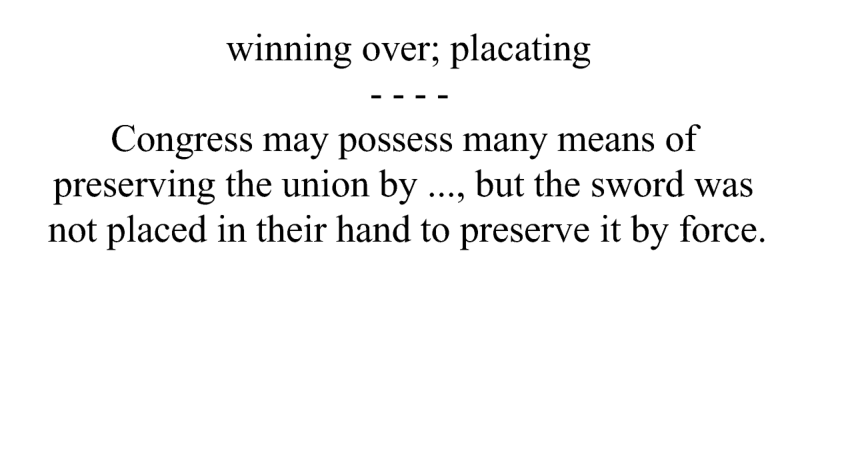 winning over; placating
- - - -
Congress may possess many means of
preserving the union by ..., but the sword was
not placed in their hand to preserve it by force.